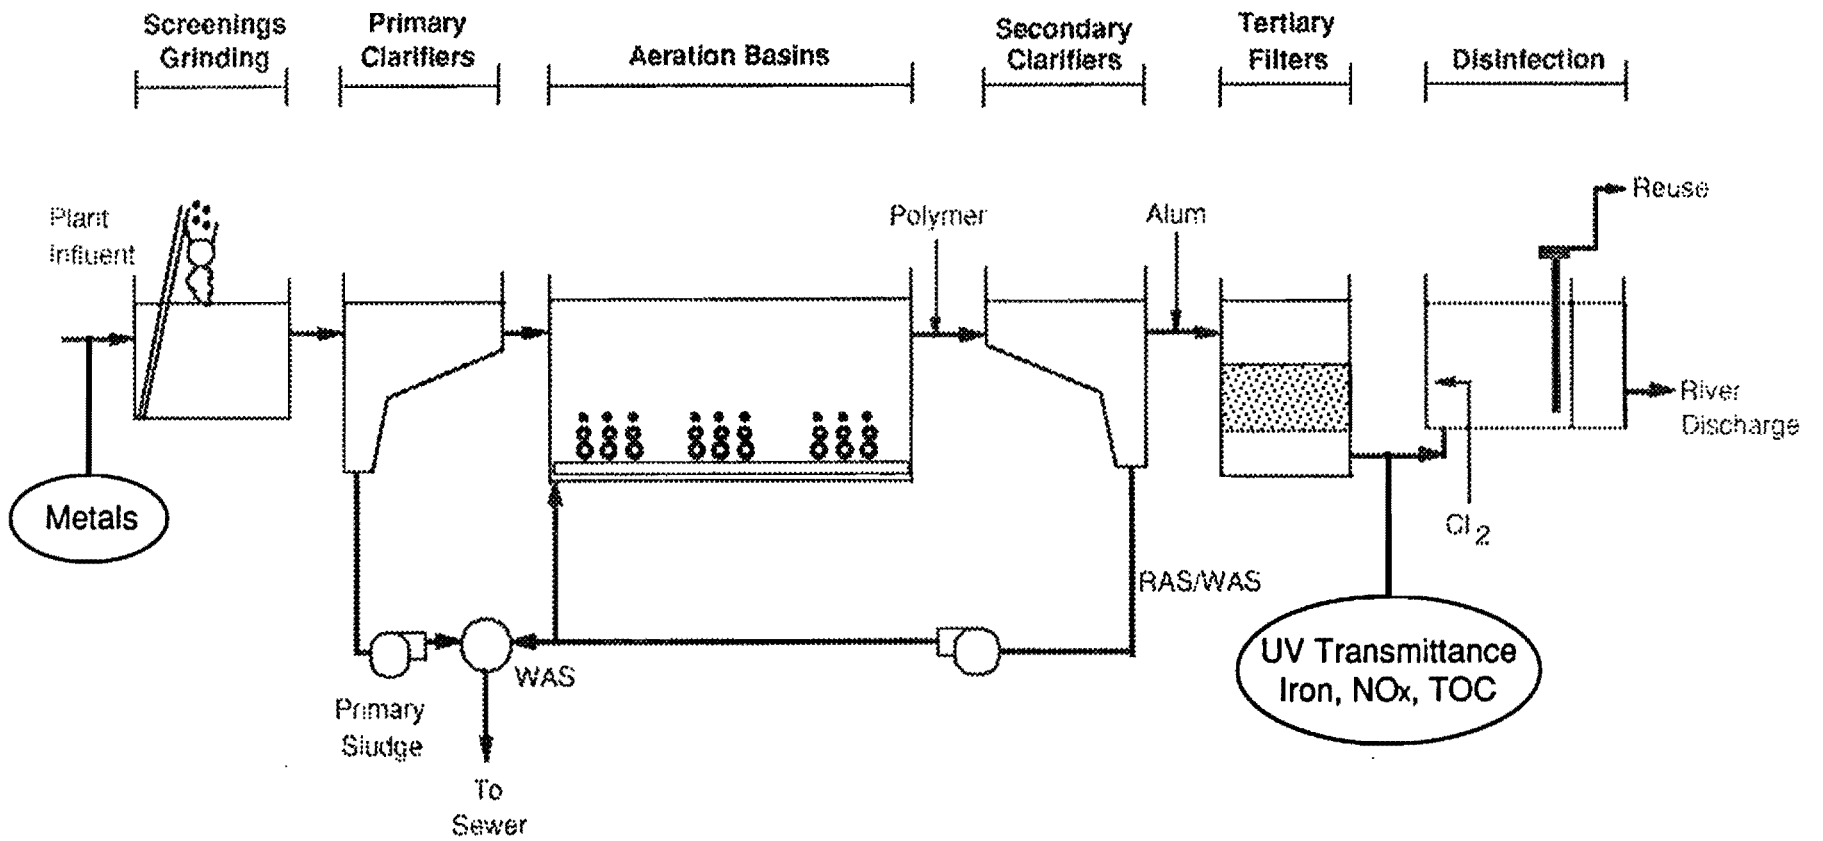 Screenings
Grinding
Primary
Clarifiers
Aeration Basins
Secondary
Clarifiers
Tertiary
Filters
Disinfection
Plant
Influent
Polymer
Alum
Reuse
River
Discharge
Metals
Cl2
RAS/WAS
UV Transmittance
Iron, NOx, TOC
WAS
Primary
Sludge
To
Sewer